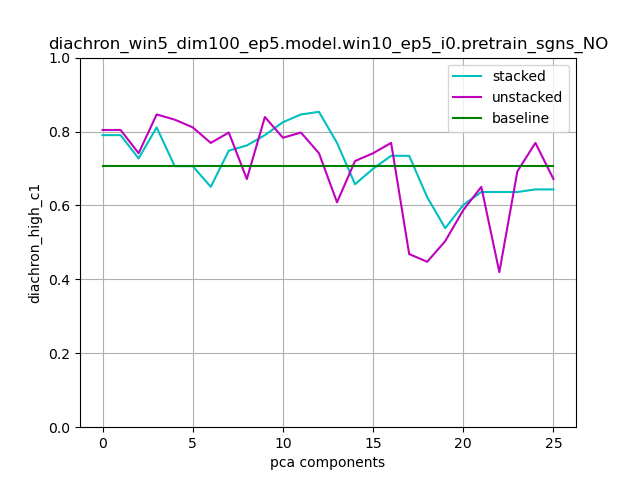 diachron_win5_dim100_ep5.model.win10_ep5_i0.pretrain_sgns_NO
stacked
unstacked
baseline
1.0
0.8
0.6
0.4
0.2
0.0
diachron_high_c1
0 5 10 15 20 25
pca components